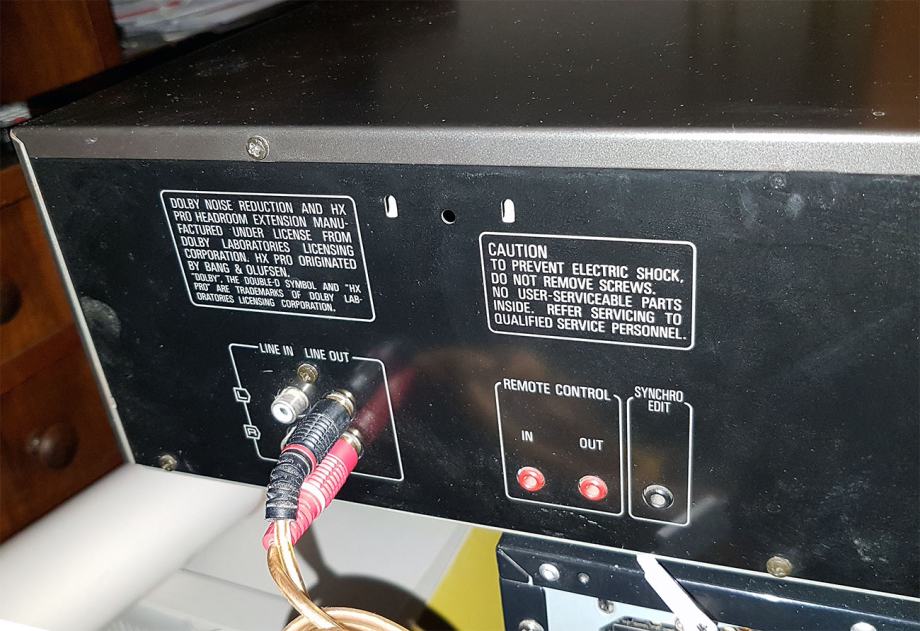 DOLBY NOISE REDUCTION AND HX
PRO HEADROOM EXTENSION MANU-
FACTURED UNDER LICENSE FROM
DOLBY LABORATORIES LICENSING
CORPORATION. HX PRO ORIGINATED
BY BANG & OLUFSEN.
"DOLBY", THE DOUBLE-D SYMBOL AND "HX
PRO" ARE TRADEMARKS OF DOLBY LAB-
ORATORIES LICENSING CORPORATION.
CAUTION
TO PREVENT ELECTRIC SHOCK,
DO NOT REMOVE SCREWS.
NO USER-SERVICEABLE PARTS
INSIDE. REFER SERVICING TO
QUALIFIED SERVICE PERSONNEL.
LINE IN LINE OUT
L
R
REMOTE CONTROL
IN OUT
SYNCHRO
EDIT